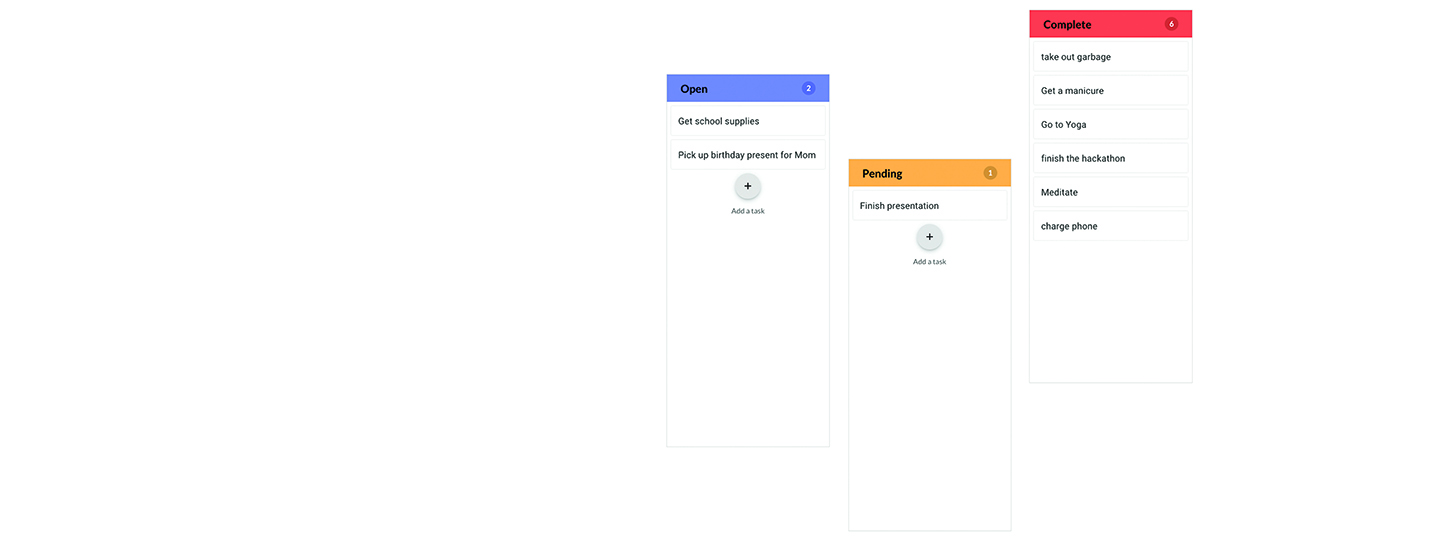 Open 2
Get school supplies
Pick up birthday present for Mom
+
Add a task
Pending 1
Finish presentation
+
Add a task
Complete 6
take out garbage
Get a manicure
Go to Yoga
finish the hackathon
Meditate
charge phone